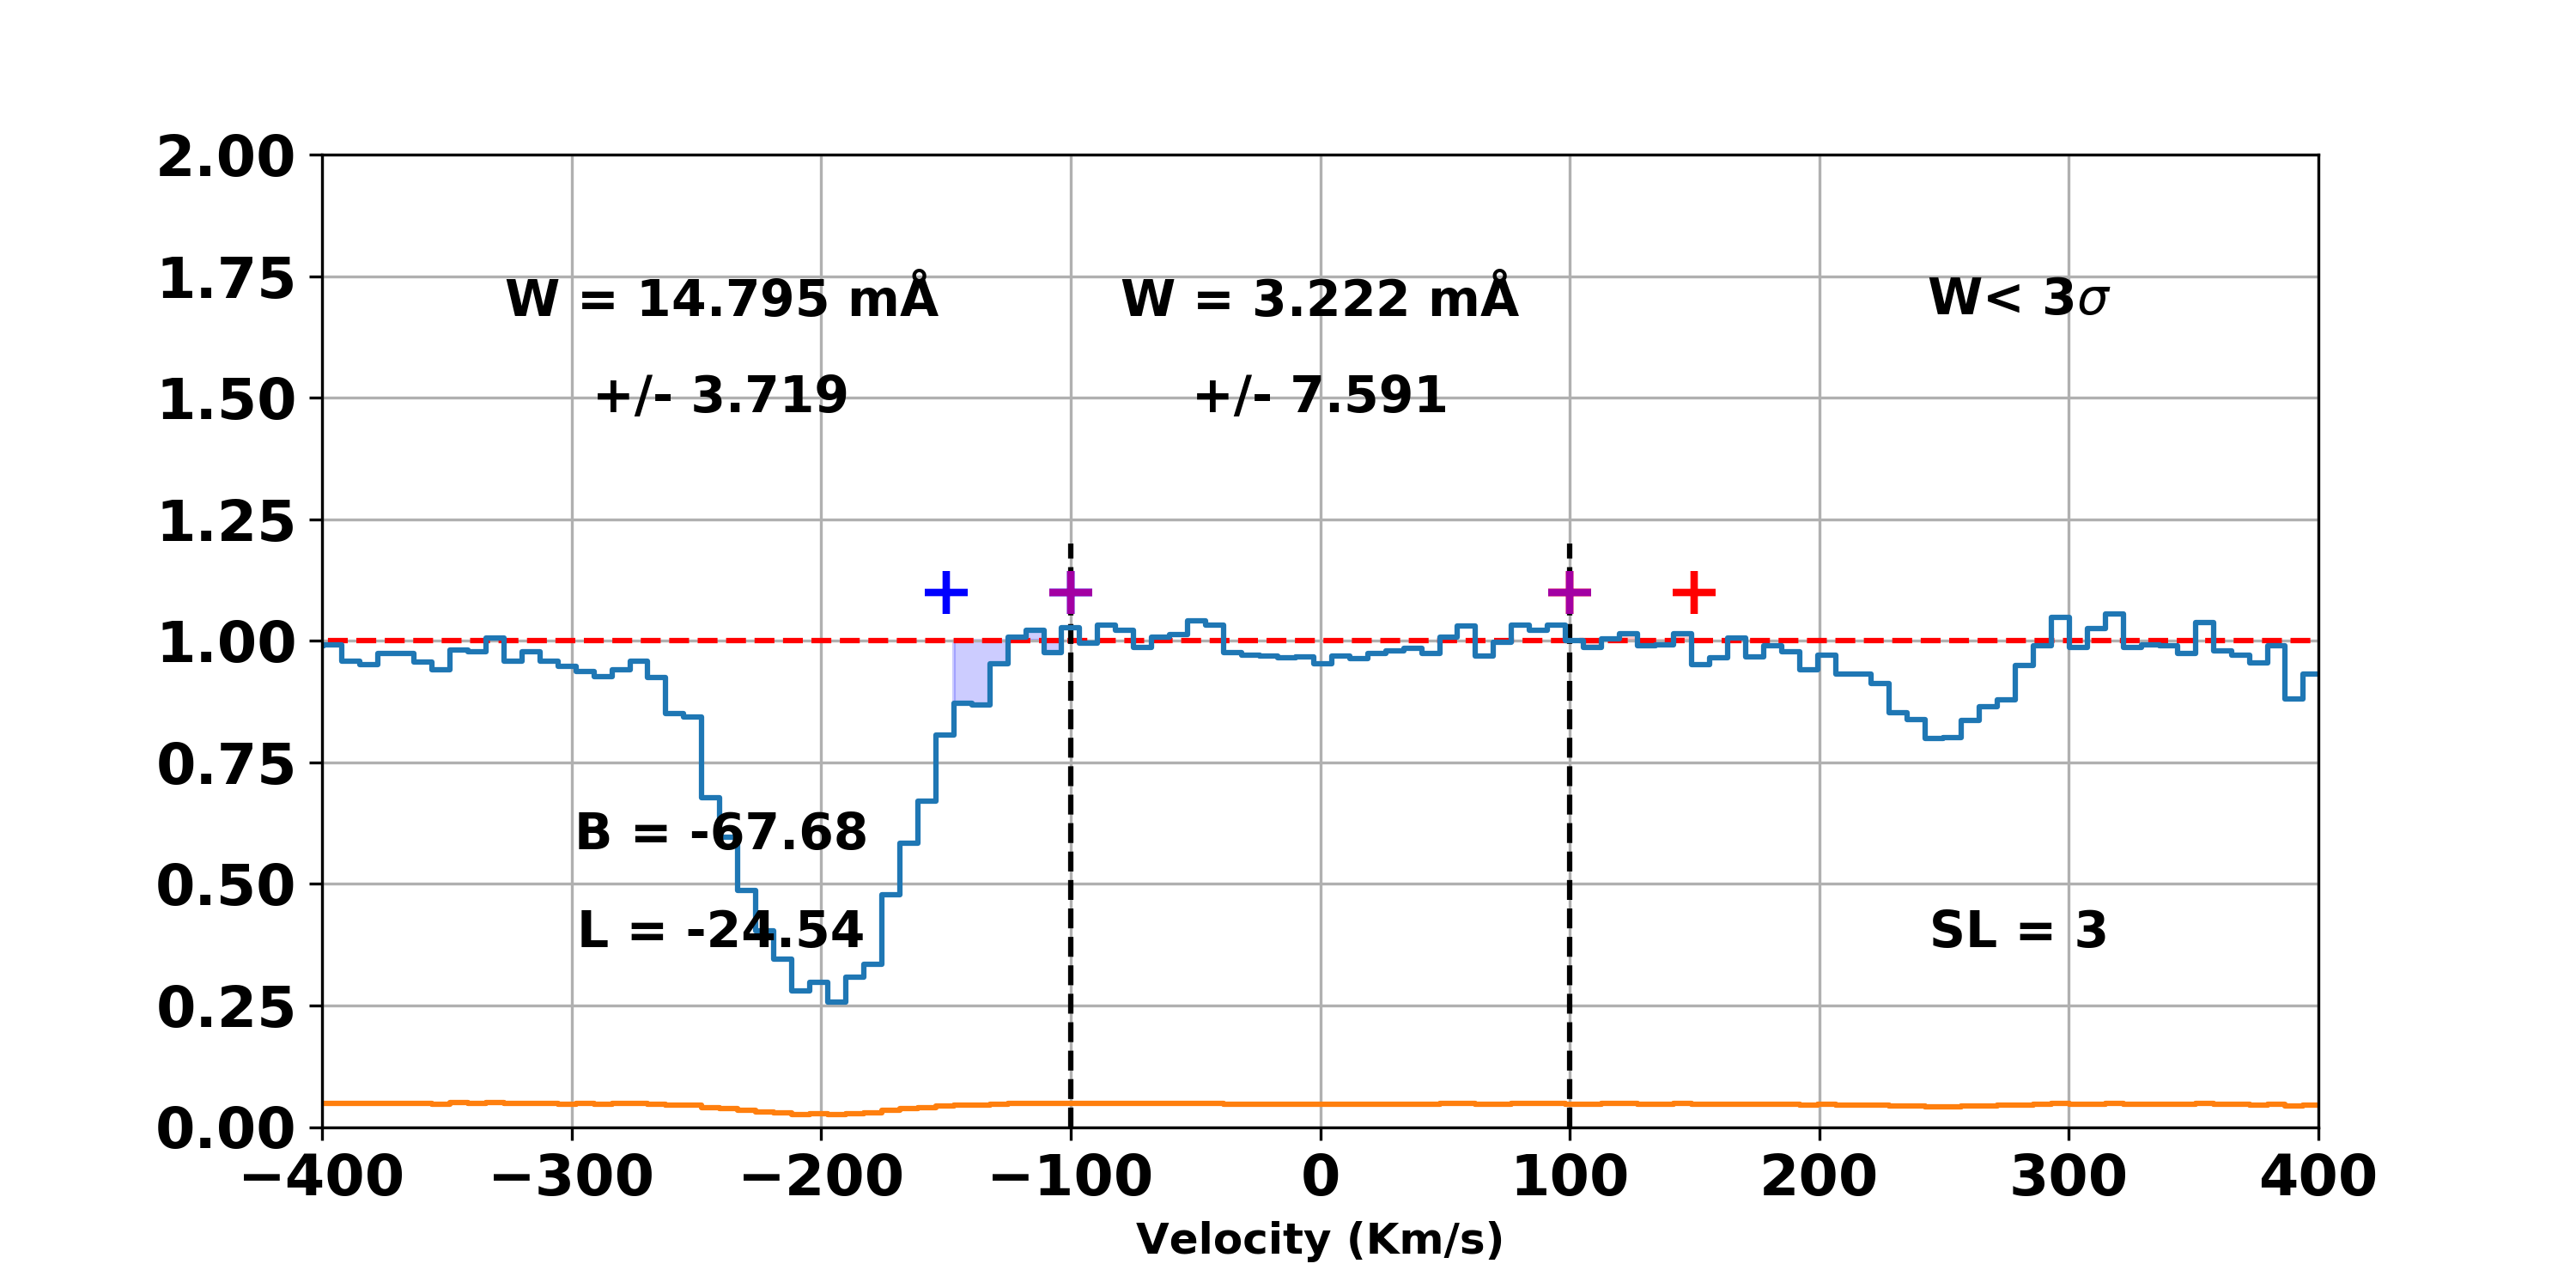 2.00
1.75
1.50
1.25
1.00
0.75
0.50
0.25
0.00
W = 14.795 mÅ
+/- 3.719
W = 3.222 mÅ
+/- 7.591
W< 3σ
B = -67.68
L = -24.54
SL = 3
−400 −300 −200 −100 0 100 200 300 400
Velocity (Km/s)